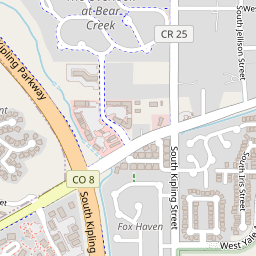 at-Bear
Creek
CR 25
South Jellison Street
Kipling Parkway
CO 8
South Kipling Street
South Iris Street
South Kipling
Fox Haven
West Yale